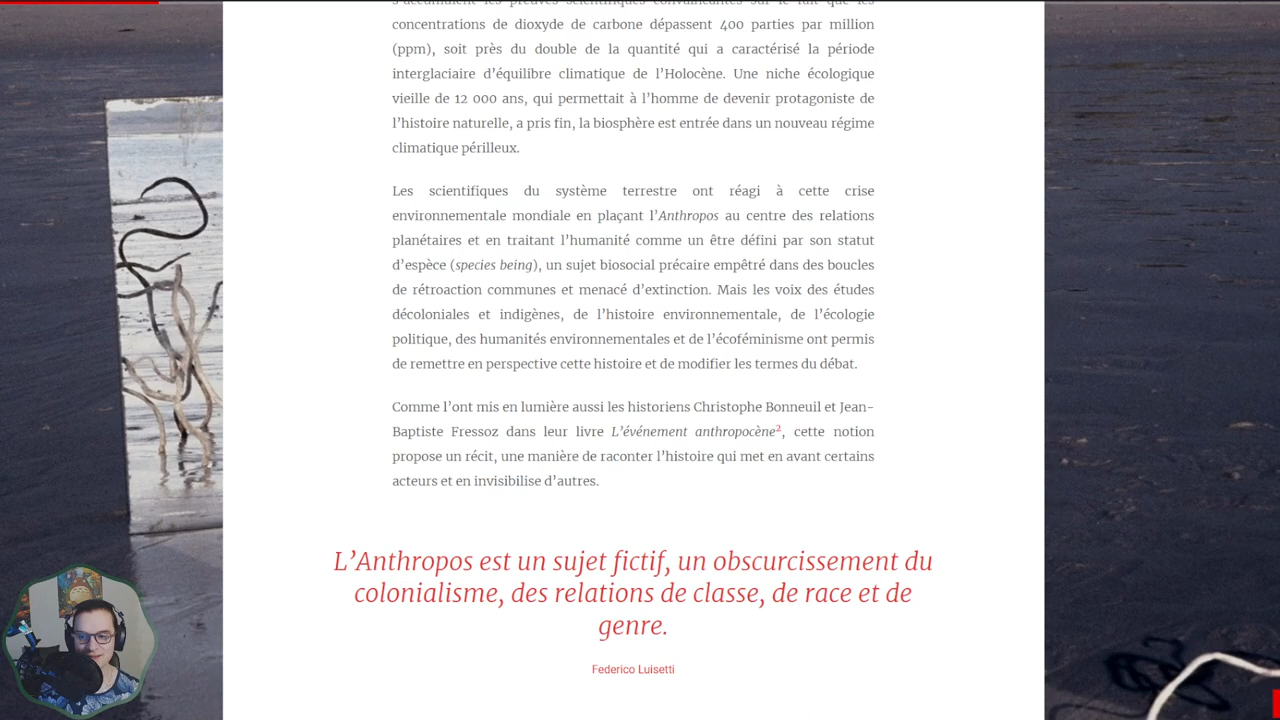 s’accumulaient les preuves scientifiques convaincantes sur le fait que les
concentrations de dioxyde de carbone dépassent 400 parties par million
(ppm), soit près du double de la quantité qui a caractérisé la période
interglaciaire d’équilibre climatique de l’Holocène. Une niche écologique
vieille de 12 000 ans, qui permettait à l’homme de devenir protagoniste de
l’histoire naturelle, a pris fin, la biosphère est entrée dans un nouveau régime
climatique périlleux.
Les scientifiques du système terrestre ont réagi à cette crise
environnementale mondiale en plaçant l’Anthropos au centre des relations
planétaires et en traitant l’humanité comme un être défini par son statut
d’espèce (species being), un sujet biosocial précaire empêtré dans des boucles
de rétroaction communes et menacé d’extinction. Mais les voix des études
décoloniales et indigènes, de l’histoire environnementale, de l’écologie
politique, des humanités environnementales et de l’écoféminisme ont permis
de remettre en perspective cette histoire et de modifier les termes du débat.
Comme l’ont mis en lumière aussi les historiens Christophe Bonneuil et Jean-
Baptiste Fressoz dans leur livre L’événement anthropocène², cette notion
propose un récit, une manière de raconter l’histoire qui met en avant certains
acteurs et en invisibilise d’autres.
L’Anthropos est un sujet fictif, un obscurcissement du
colonialisme, des relations de classe, de race et de
genre.
Federico Luisetti